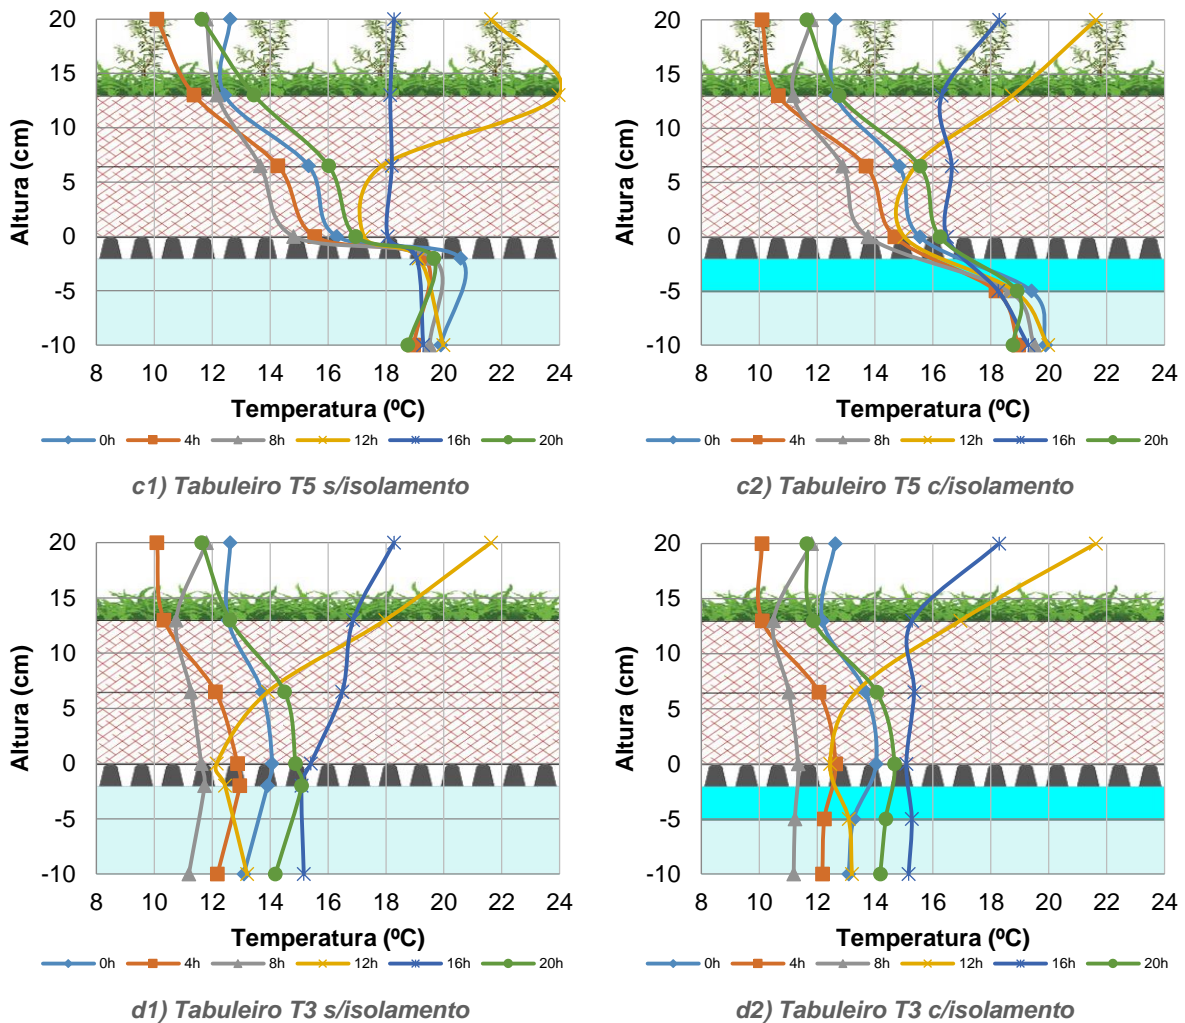 20
15
10
5
0
-5
-10
Altura (cm)
8 10 12 14 16 18 20 22 24
Temperatura (ºC)
0h 4h 8h 12h 16h 20h
c1) Tabuleiro T5 s/isolamento
20
15
10
5
0
-5
-10
Altura (cm)
8 10 12 14 16 18 20 22 24
Temperatura (ºC)
0h 4h 8h 12h 16h 20h
c2) Tabuleiro T5 c/isolamento
20
15
10
5
0
-5
-10
Altura (cm)
8 10 12 14 16 18 20 22 24
Temperatura (ºC)
0h 4h 8h 12h 16h 20h
d1) Tabuleiro T3 s/isolamento
20
15
10
5
0
-5
-10
Altura (cm)
8 10 12 14 16 18 20 22 24
Temperatura (ºC)
0h 4h 8h 12h 16h 20h
d2) Tabuleiro T3 c/isolamento